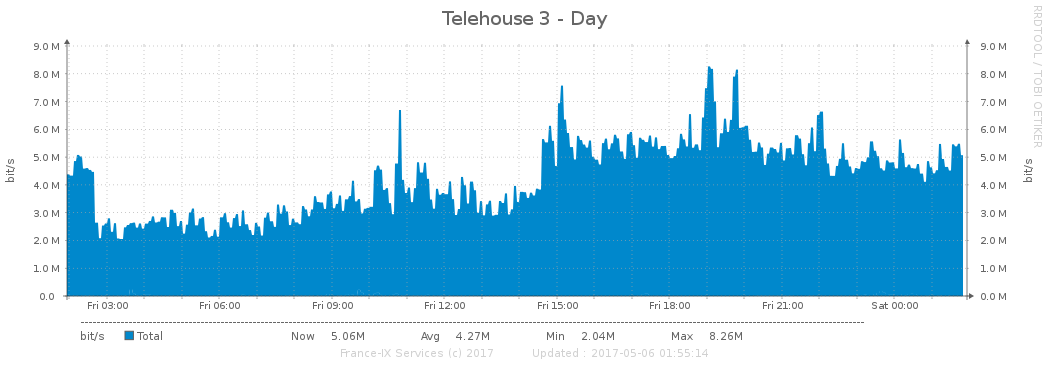 Telehouse 3 - Day
RRDTOOL / TOBI OETIKER
9.0 M 9.0 M
8.0 M 8.0 M
7.0 M 7.0 M
6.0 M 6.0 M
5.0 M 5.0 M
4.0 M 4.0 M
3.0 M 3.0 M
2.0 M 2.0 M
1.0 M 1.0 M
0.0 0.0 M
bit/s
bit/s
Fri 03:00 Fri 06:00 Fri 09:00 Fri 12:00 Fri 15:00 Fri 18:00 Fri 21:00 Sat 00:00
bit/s Total Now 5.06M Avg 4.27M Min 2.04M Max 8.26M
France-IX Services (c) 2017 Updated : 2017-05-06 01:55:14